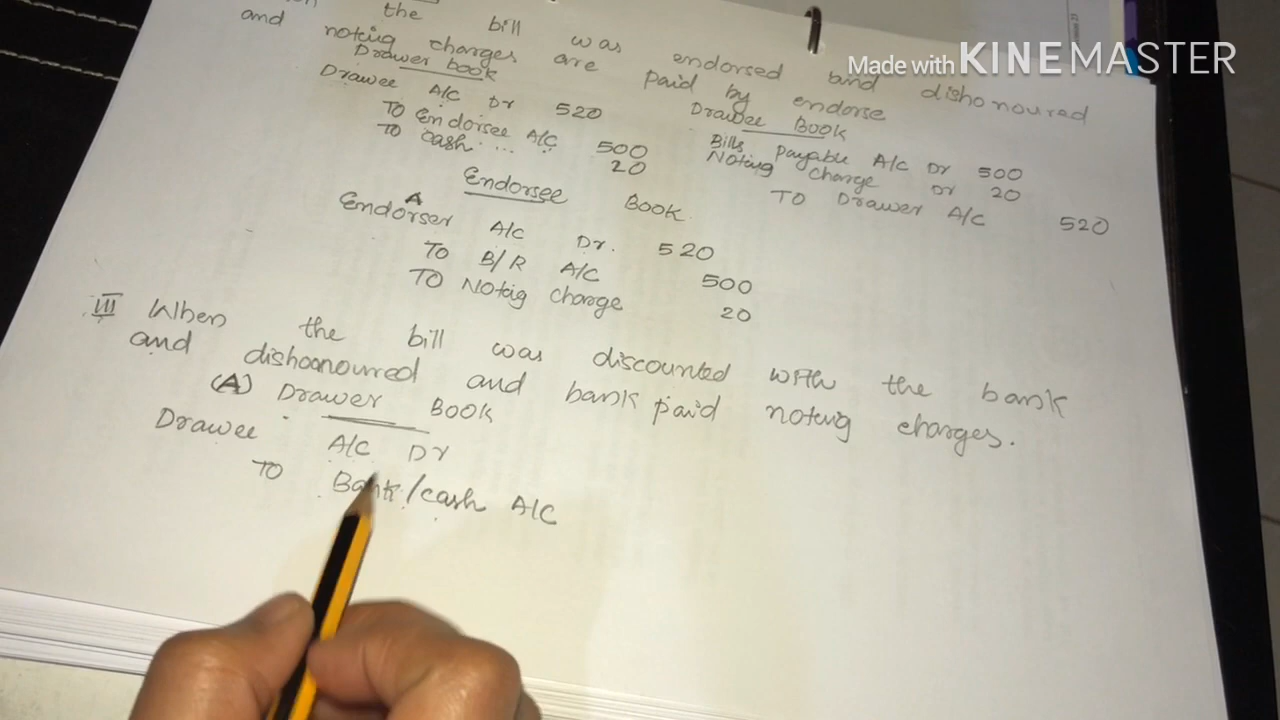 the bill was endorsed and dishonoured
and noting charges are paid by endorse
Drawer book
Drawee A/C Dr 520
To Endorsee A/C 500
To cash.... 20
Drawee Book
Bills payable A/C Dr 500
Noting charge Dr 20
To Drawer A/C 520
Endorsee Book
Endorser A/C Dr. 520
To B/R A/C 500
To Notig charge 20
III When the bill was discounted with the bank
and dishonoured and bank paid noting charges.
(A) Drawer Book
Drawee A/C Dr
To Bank/cash A/C
Made with KINEMASTER